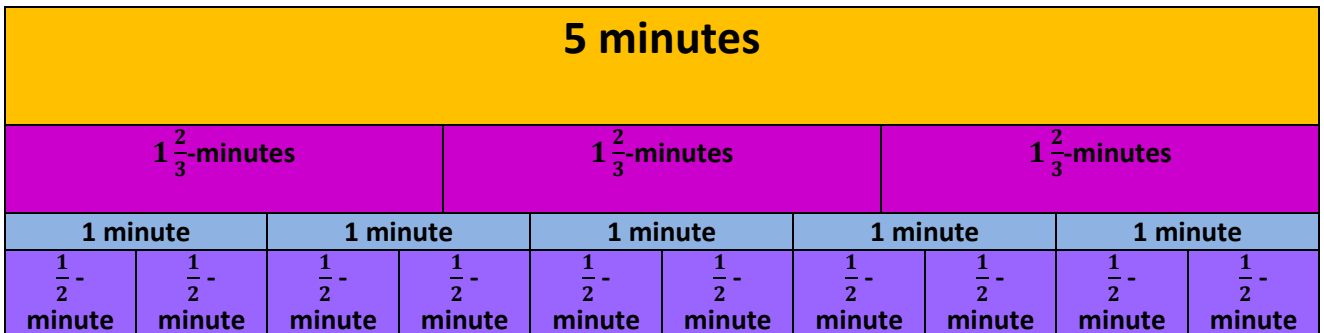 5 minutes
1 2/3-minutes 1 2/3-minutes 1 2/3-minutes
1 minute 1 minute 1 minute 1 minute 1 minute
1/2 - 1/2 - 1/2 - 1/2 - 1/2 - 1/2 - 1/2 - 1/2 - 1/2 - 1/2 -
minute minute minute minute minute minute minute minute minute minute